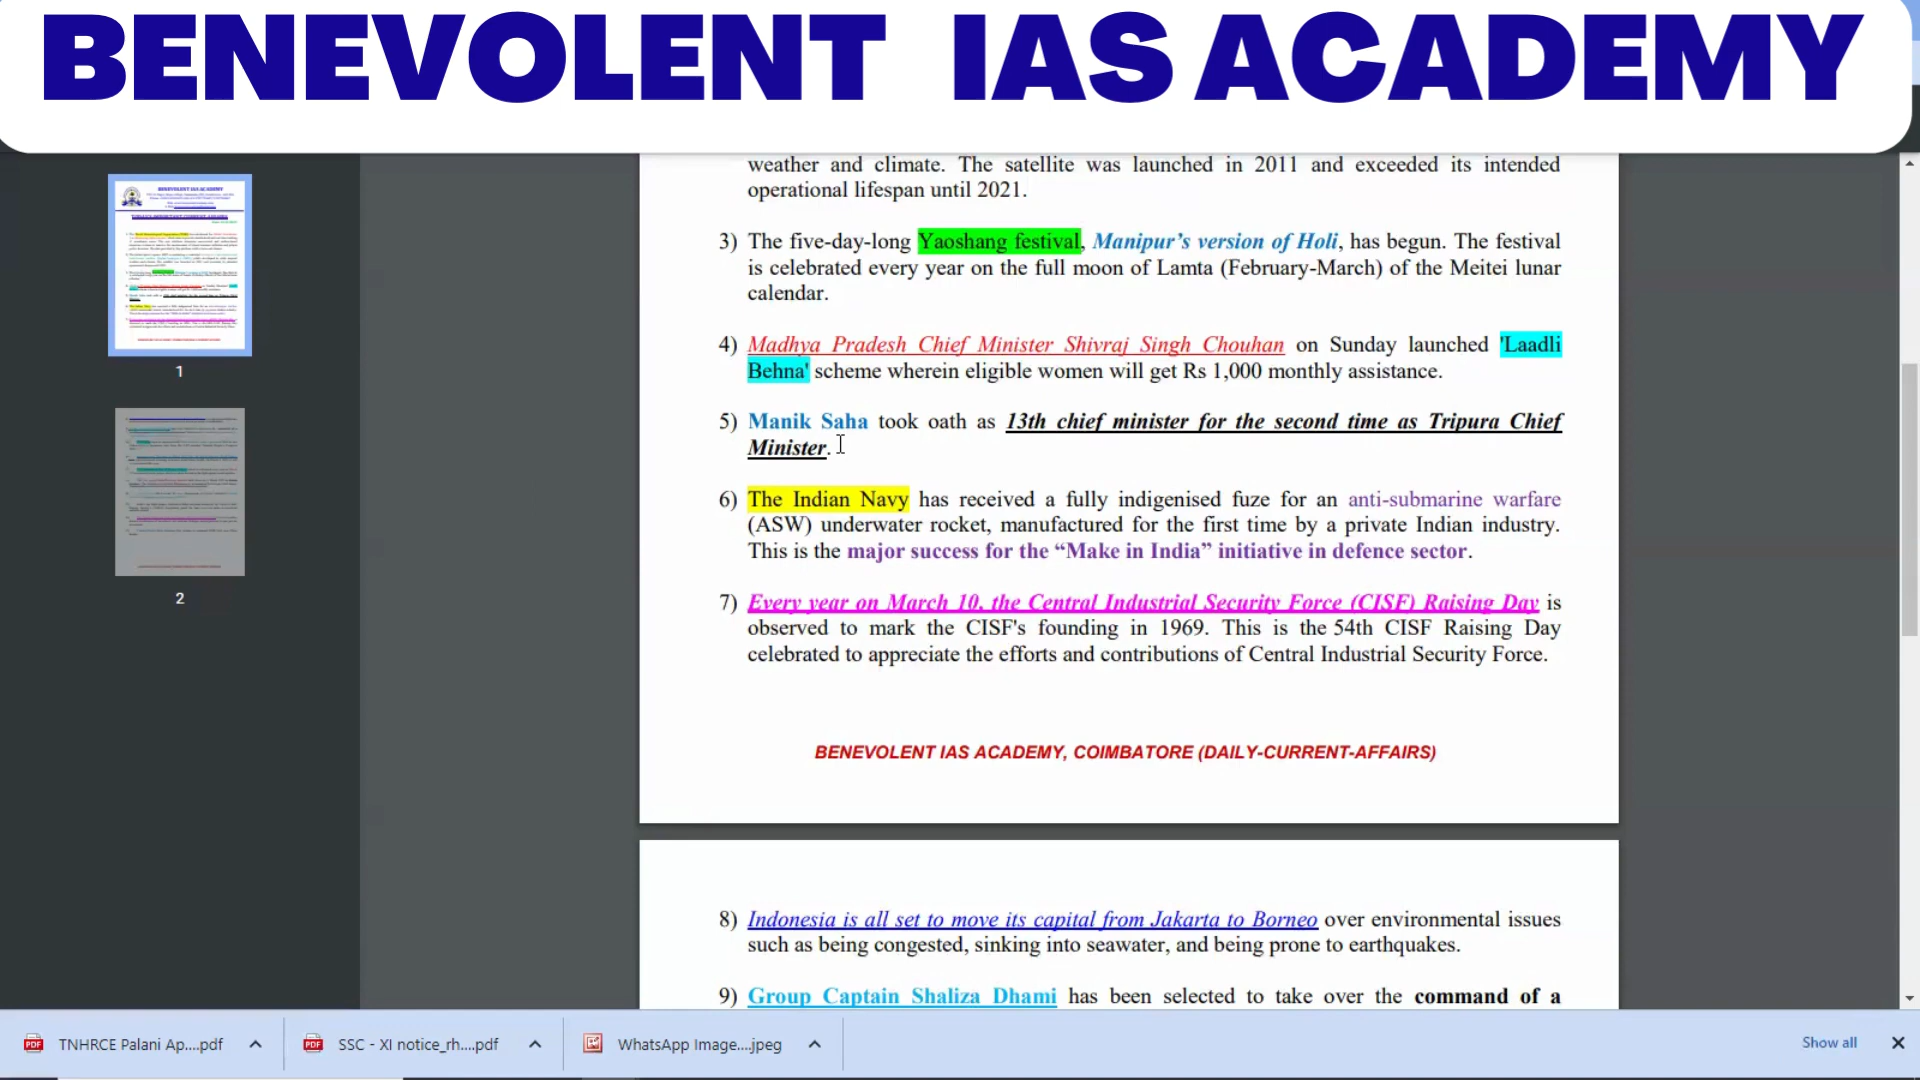 BENEVOLENT IAS ACADEMY
weather and climate. The satellite was launched in 2011 and exceeded its intended
operational lifespan until 2021.
3) The five-day-long Yaoshang festival, Manipur’s version of Holi, has begun. The festival
is celebrated every year on the full moon of Lamta (February-March) of the Meitei lunar
calendar.
4) Madhya Pradesh Chief Minister Shivraj Singh Chouhan on Sunday launched 'Laadli
Behna' scheme wherein eligible women will get Rs 1,000 monthly assistance.
5) Manik Saha took oath as 13th chief minister for the second time as Tripura Chief
Minister.
6) The Indian Navy has received a fully indigenised fuze for an anti-submarine warfare
(ASW) underwater rocket, manufactured for the first time by a private Indian industry.
This is the major success for the “Make in India” initiative in defence sector.
7) Every year on March 10, the Central Industrial Security Force (CISF) Raising Day is
observed to mark the CISF's founding in 1969. This is the 54th CISF Raising Day
celebrated to appreciate the efforts and contributions of Central Industrial Security Force.
BENEVOLENT IAS ACADEMY, COIMBATORE (DAILY-CURRENT-AFFAIRS)
8) Indonesia is all set to move its capital from Jakarta to Borneo over environmental issues
such as being congested, sinking into seawater, and being prone to earthquakes.
9) Group Captain Shaliza Dhami has been selected to take over the command of a
1
2
TNHRCE Palani Ap....pdf
SSC - XI notice_rh....pdf
WhatsApp Image....jpeg
Show all